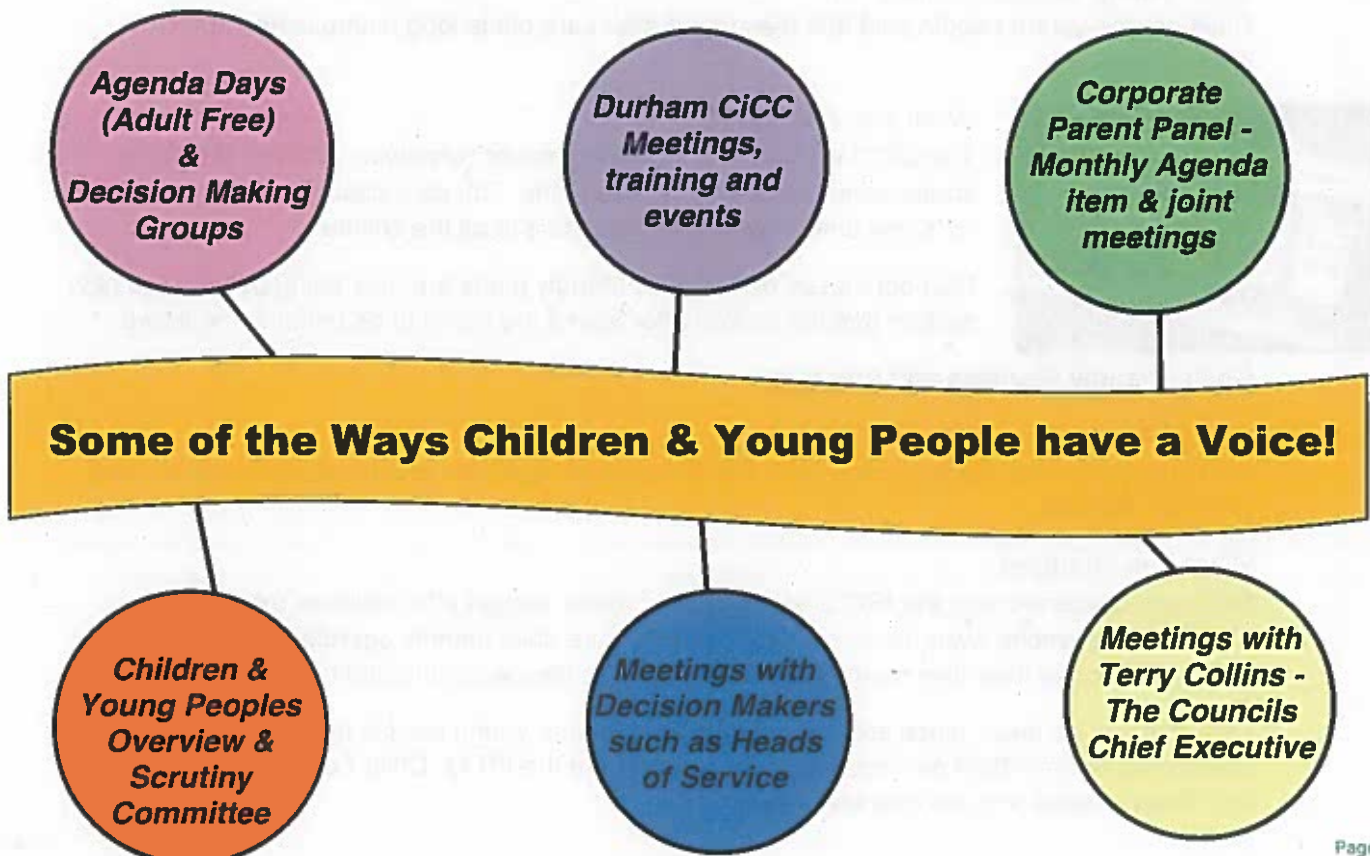 Agenda Days
(Adult Free)
&
Decision Making
Groups
Durham CiCC
Meetings,
training and
events
Corporate
Parent Panel -
Monthly Agenda
item & joint
meetings
Some of the Ways Children & Young People have a Voice!
Children &
Young Peoples
Overview &
Scrutiny
Committee
Meetings with
Decision Makers
such as Heads
of Service
Meetings with
Terry Collins -
The Councils
Chief Executive
Page